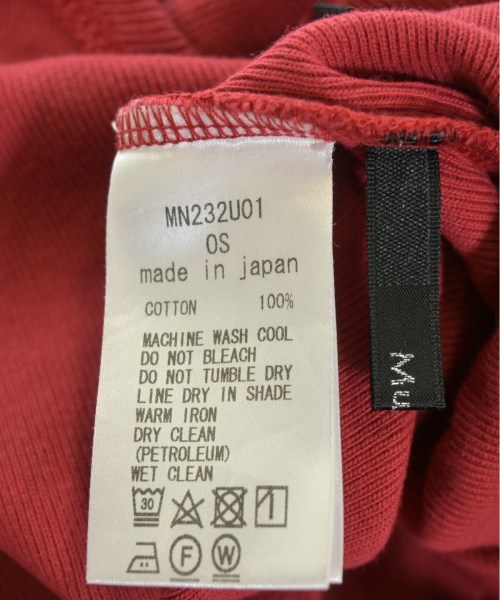 MN232U01
OS
made in japan
COTTON 100%
MACHINE WASH COOL
DO NOT BLEACH
DO NOT TUMBLE DRY
LINE DRY IN SHADE
WARM IRON
DRY CLEAN
(PETROLEUM)
WET CLEAN
30
F W